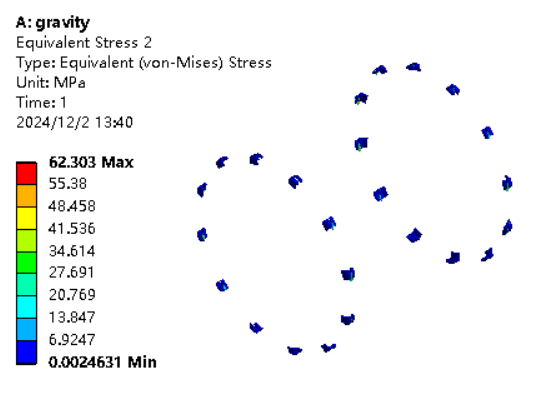 A: gravity
Equivalent Stress 2
Type: Equivalent (von-Mises) Stress
Unit: MPa
Time: 1
2024/12/2 13:40
62.303 Max
55.38
48.458
41.536
34.614
27.691
20.769
13.847
6.9247
0.0024631 Min